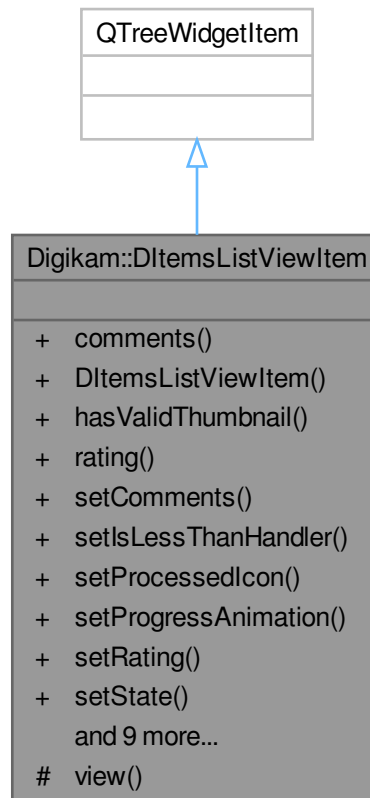 QTreeWidgetItem
Digikam::DItemsListViewItem
+ comments()
+ DItemsListViewItem()
+ hasValidThumbnail()
+ rating()
+ setComments()
+ setIsLessThanHandler()
+ setProcessedIcon()
+ setProgressAnimation()
+ setRating()
+ setState()
and 9 more...
# view()